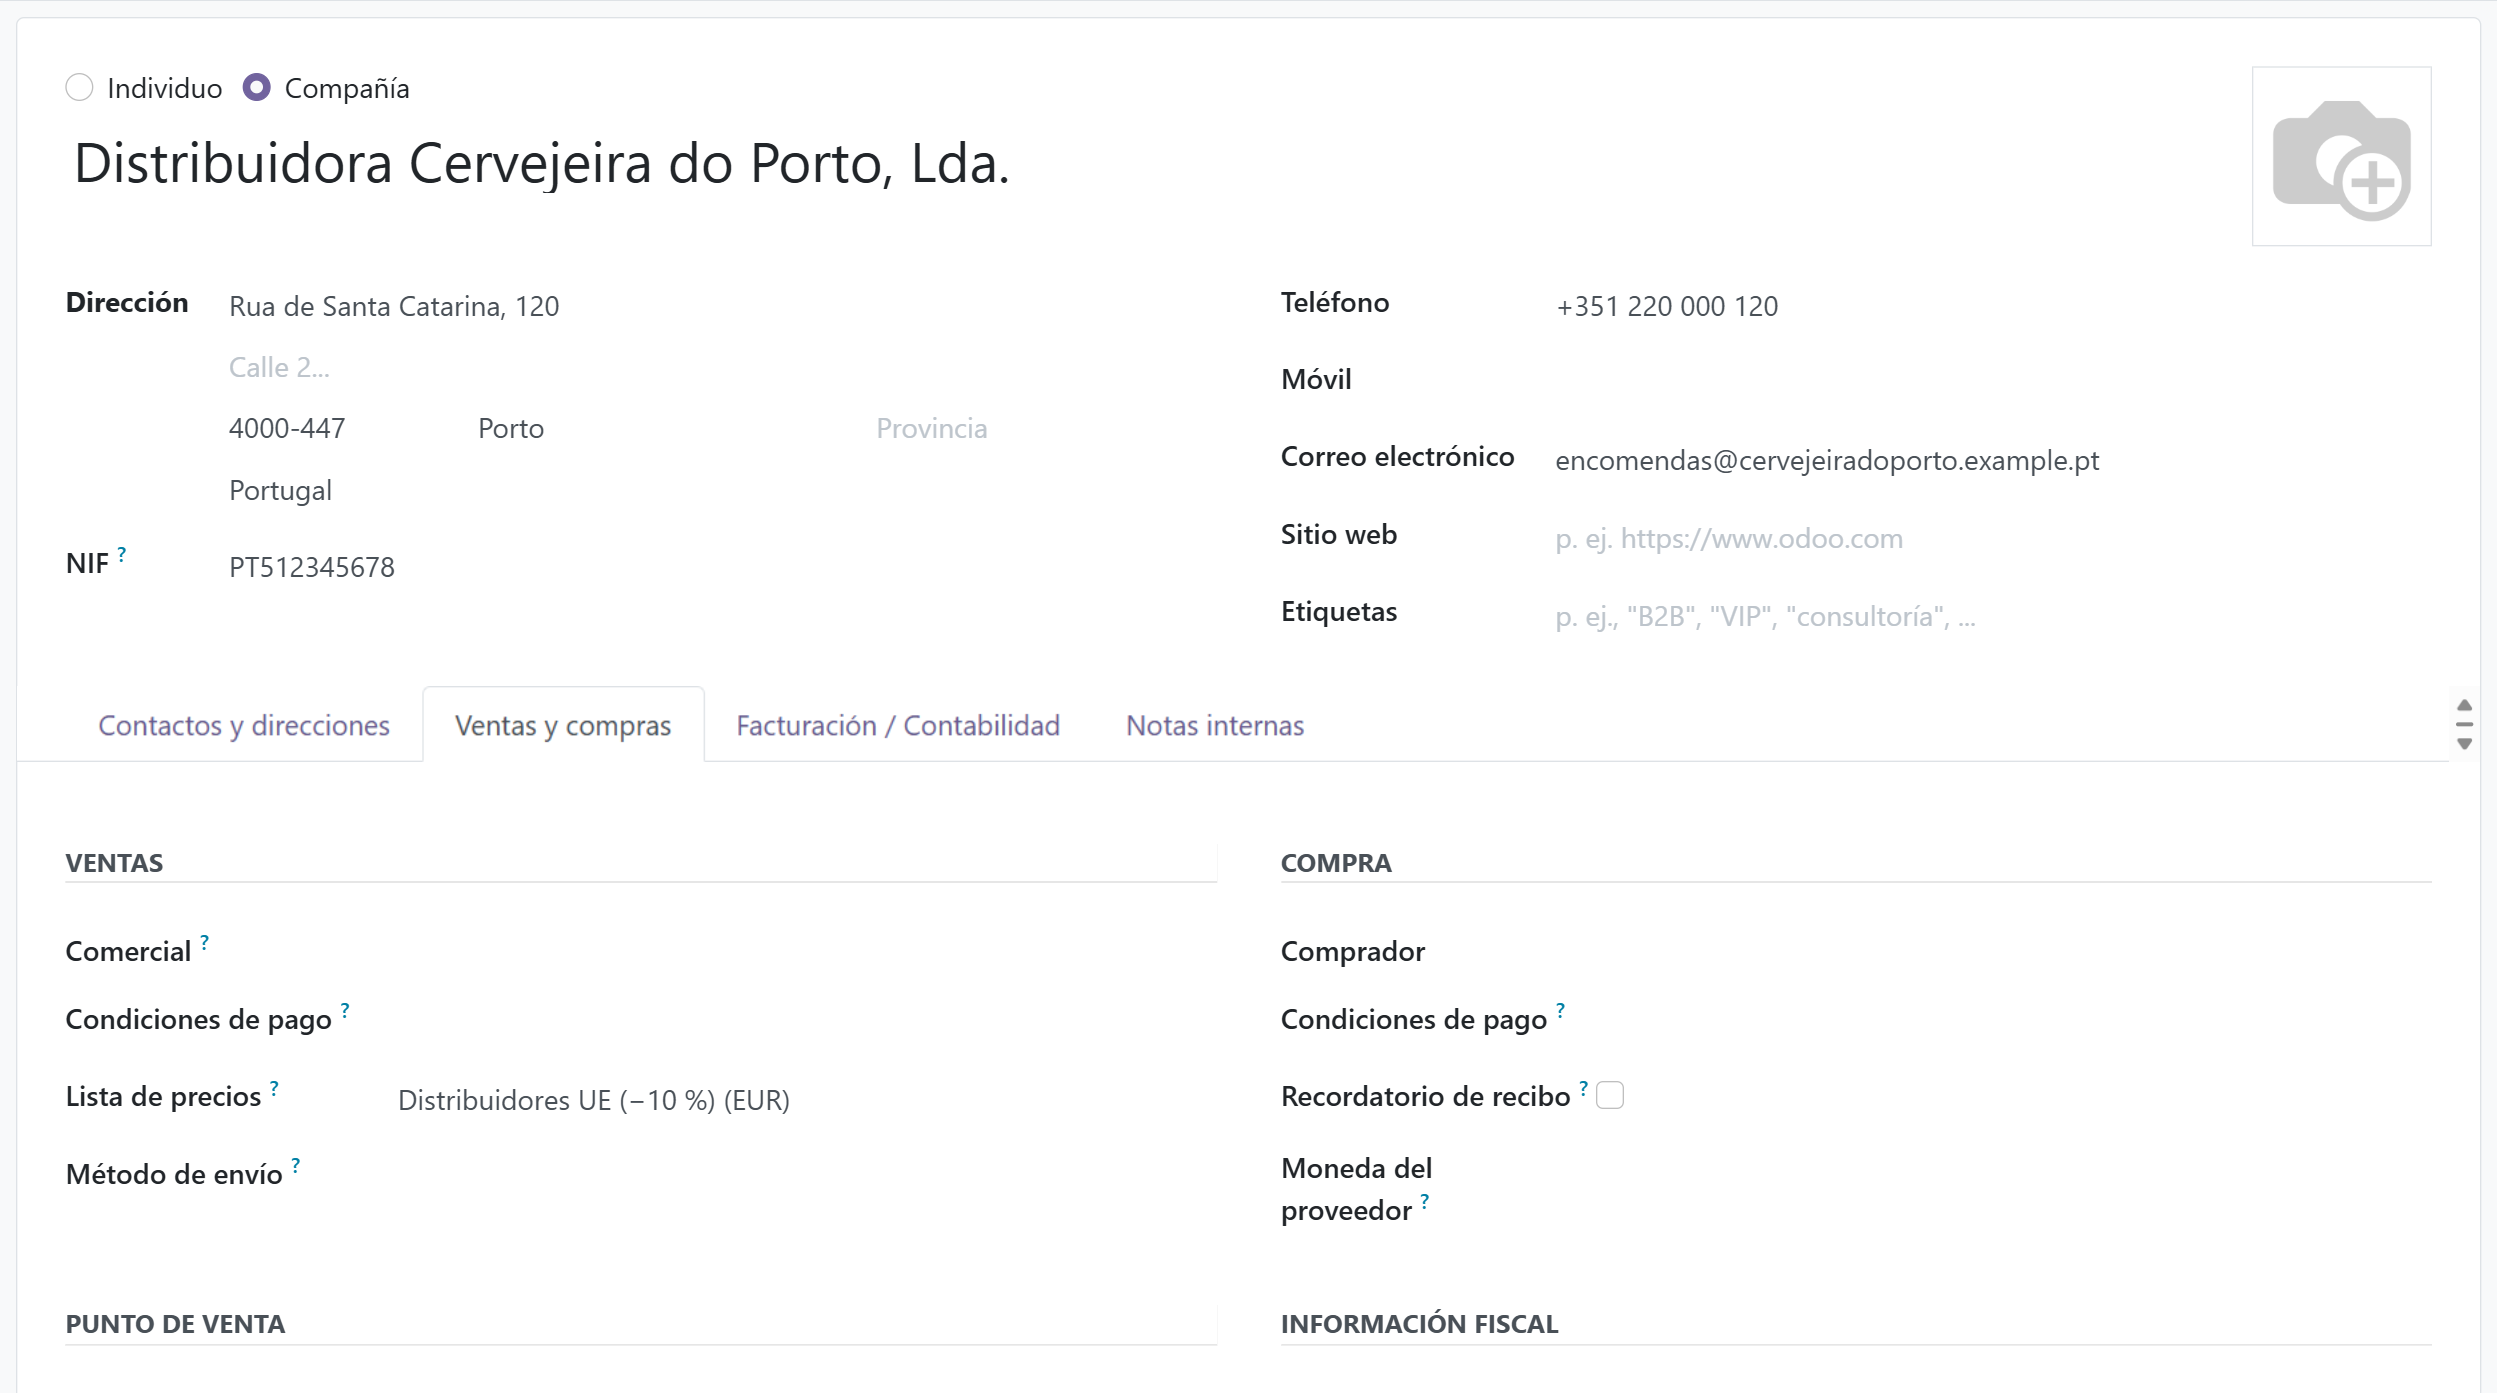 Individuo Compañía
Distribuidora Cervejeira do Porto, Lda.
Dirección
Rua de Santa Catarina, 120
Calle 2...
4000-447 Porto Provincia
Portugal
NIF ? PT512345678
Teléfono +351 220 000 120
Móvil
Correo electrónico encomendas@cervejeiradoporto.example.pt
Sitio web p. ej. https://www.odoo.com
Etiquetas p. ej., "B2B", "VIP", "consultoría", ...
Contactos y direcciones Ventas y compras Facturación / Contabilidad Notas internas
VENTAS
Comercial ?
Condiciones de pago ?
Lista de precios ? Distribuidores UE (−10 %) (EUR)
Método de envío ?
COMPRA
Comprador
Condiciones de pago ?
Recordatorio de recibo ?
Moneda del
proveedor ?
PUNTO DE VENTA
INFORMACIÓN FISCAL